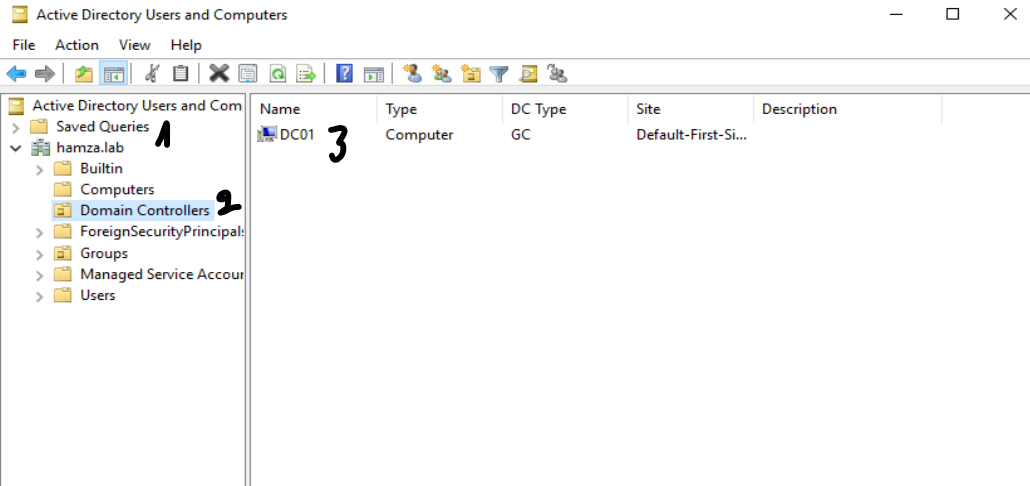 Active Directory Users and Computers
File Action View Help
Active Directory Users and Com
Name Type DC Type Site Description
Saved Queries 1
DC01 3 Computer GC Default-First-Si...
hamza.lab
Builtin
Computers
Domain Controllers 2
ForeignSecurityPrincipals
Groups
Managed Service Accour
Users